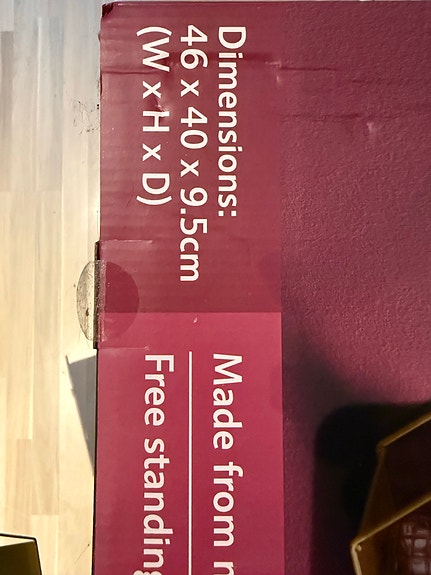 Dimensions:
46 x 40 x 9.5cm
(W x H x D)
Made from
Free standing